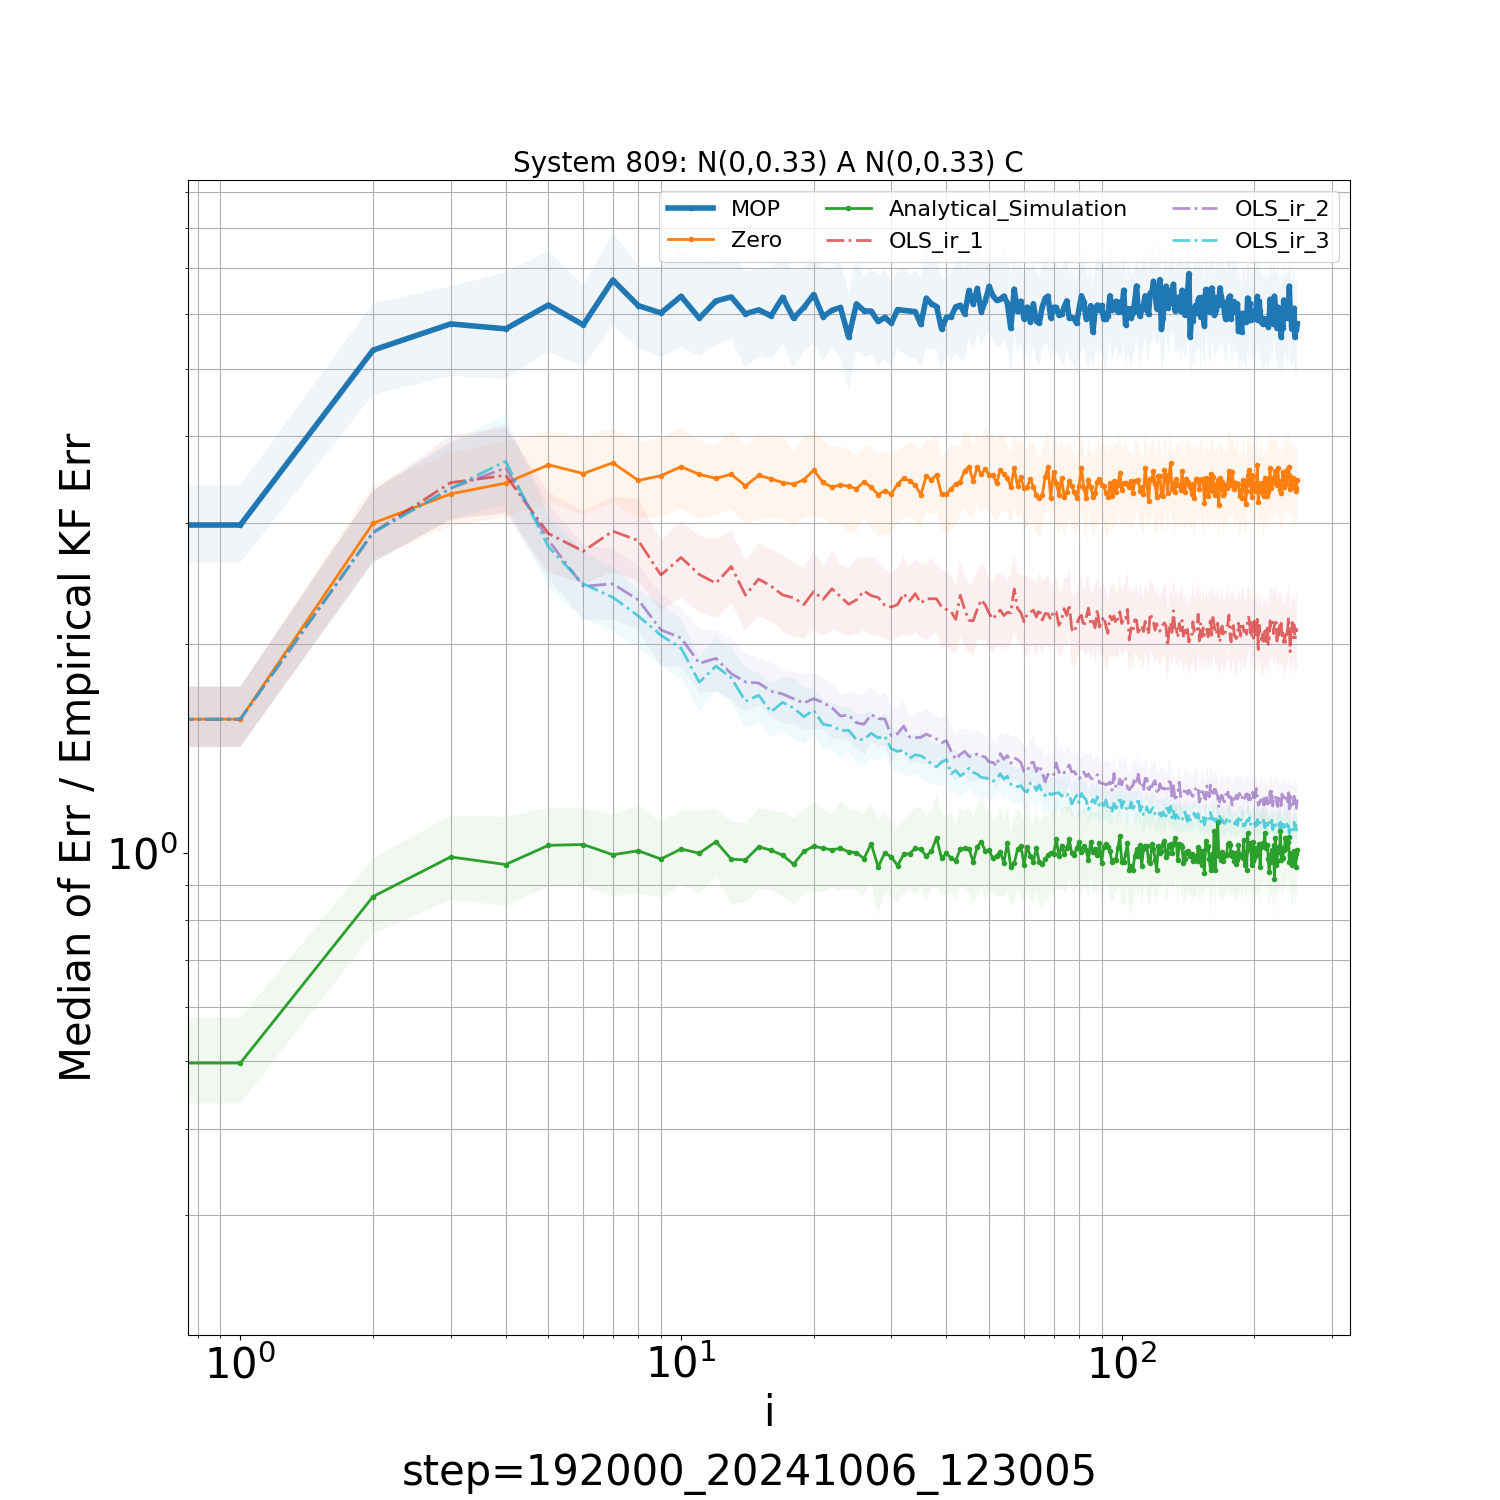 System 809: N(0,0.33) A N(0,0.33) C
MOP Analytical_Simulation OLS_ir_2
Zero OLS_ir_1 OLS_ir_3
Median of Err / Empirical KF Err
10⁰
10⁰ 10¹ 10²
i
step=192000_20241006_123005